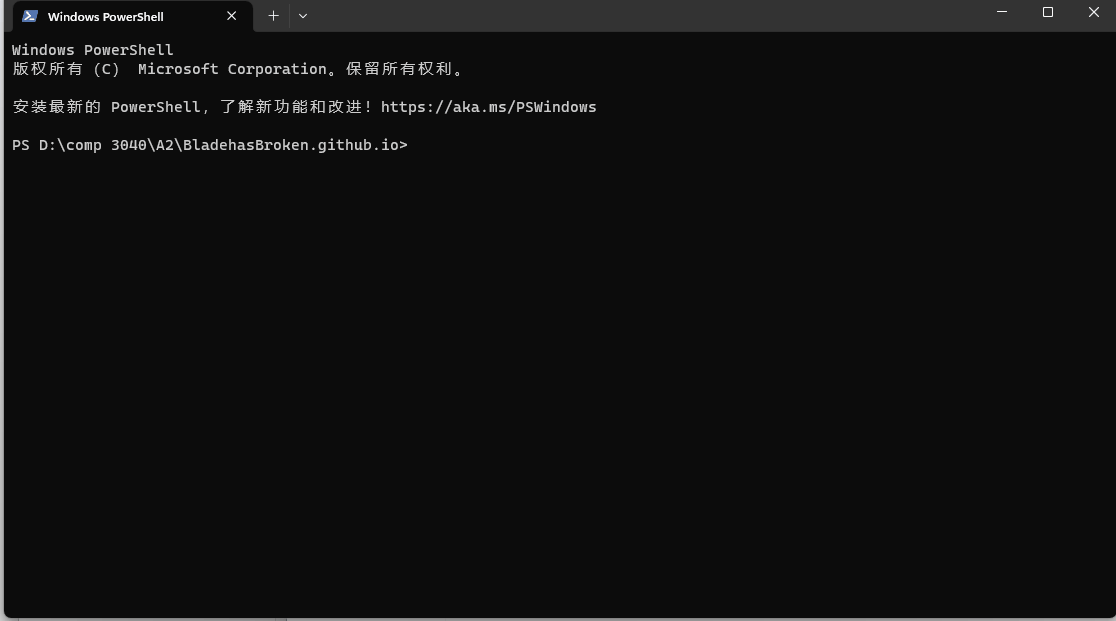 Windows PowerShell
Windows PowerShell
版权所有 (C)  Microsoft Corporation。保留所有权利。
安装最新的 PowerShell，了解新功能和改进！https://aka.ms/PSWindows
PS D:\comp 3040\A2\BladehasBroken.github.io>